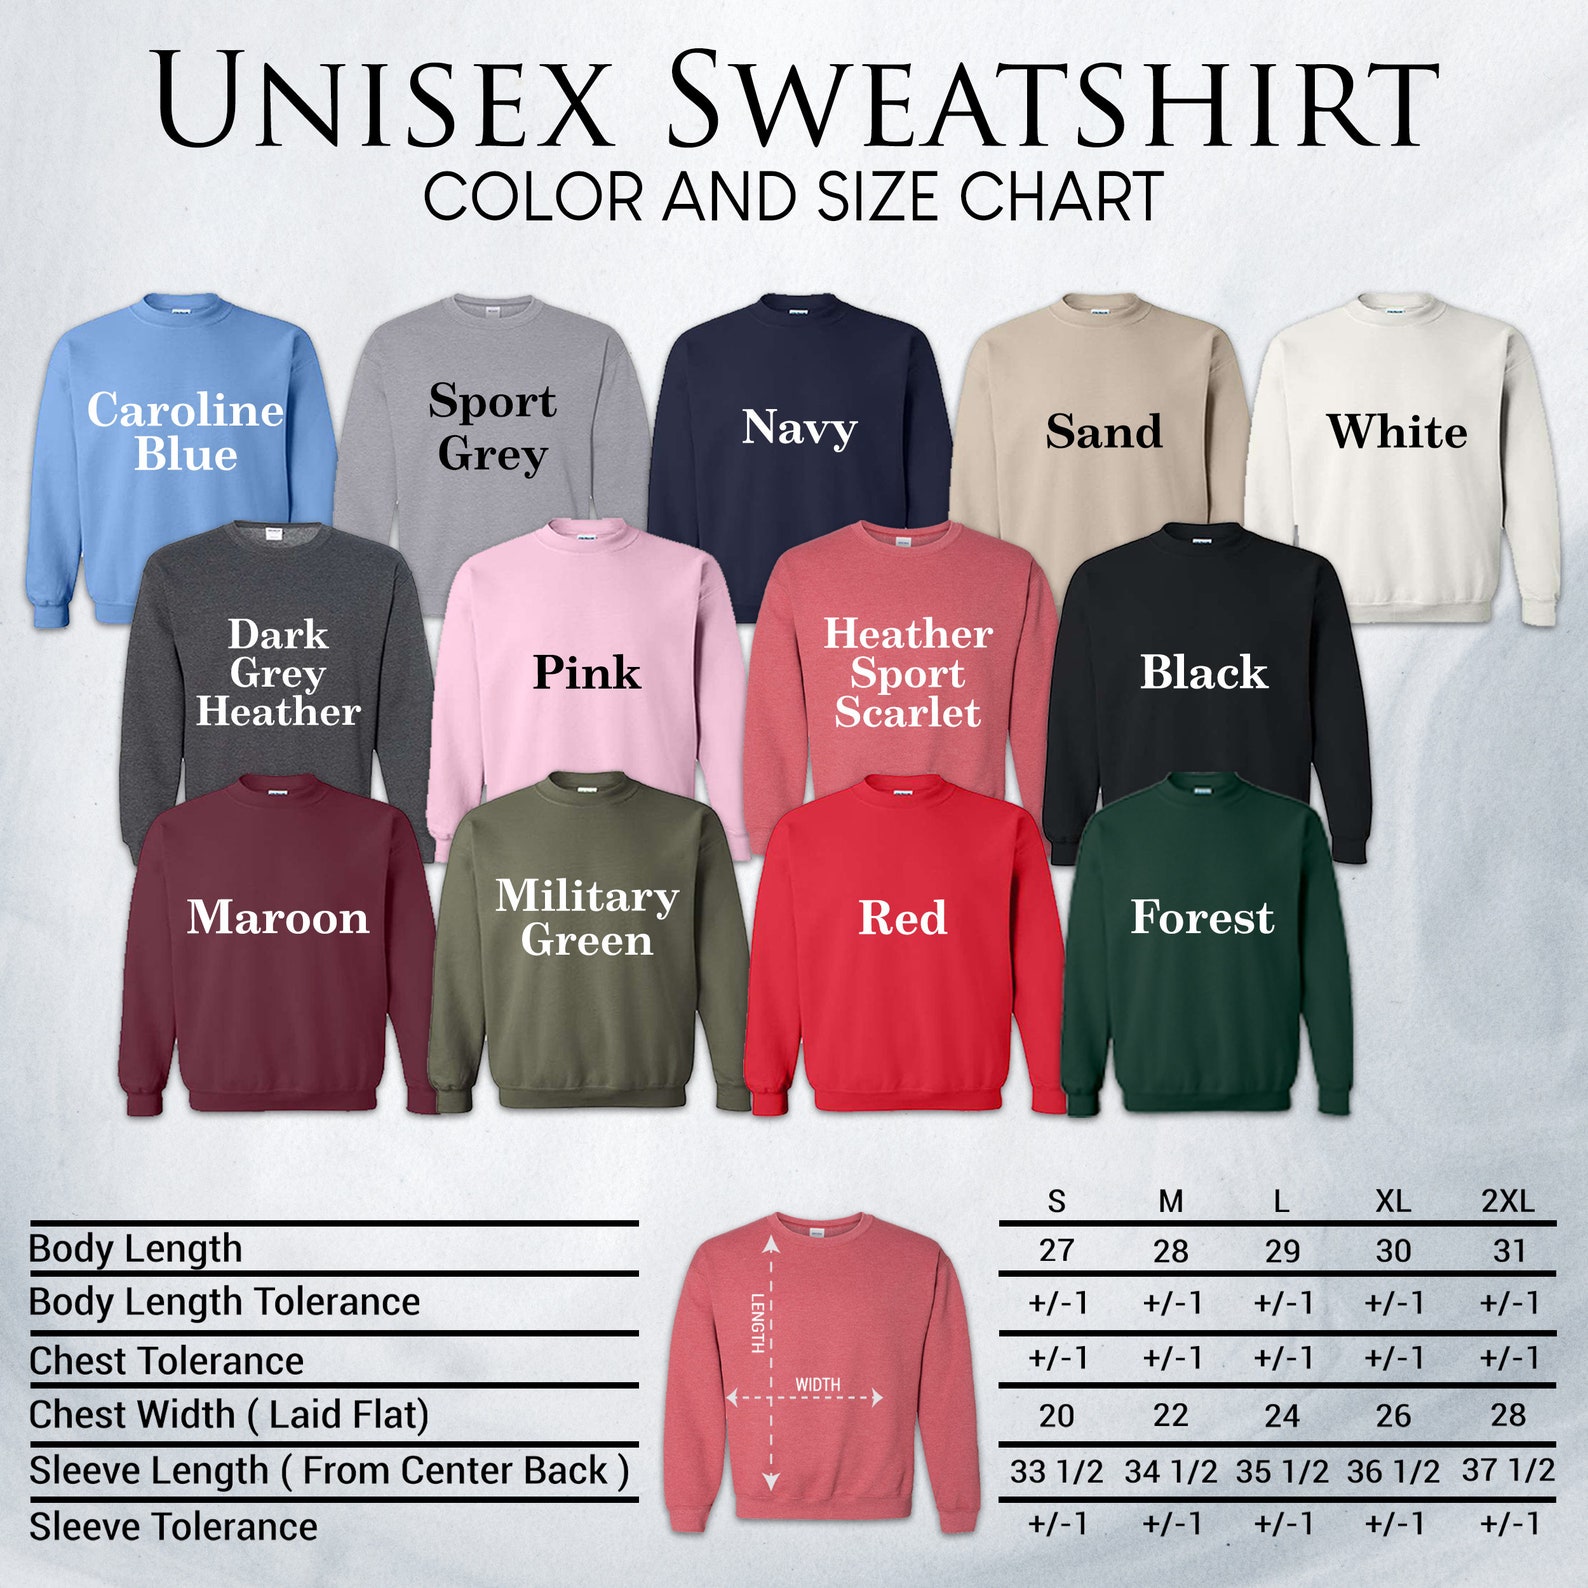 UNISEX SWEATSHIRT
COLOR AND SIZE CHART
Caroline
Blue
Sport
Grey
Navy
Sand
White
Dark
Grey
Heather
Pink
Heather
Sport
Scarlet
Black
Maroon
Military
Green
Red
Forest
S M L XL 2XL
Body Length 27 28 29 30 31
Body Length Tolerance +/-1 +/-1 +/-1 +/-1 +/-1
Chest Tolerance +/-1 +/-1 +/-1 +/-1 +/-1
Chest Width ( Laid Flat) 20 22 24 26 28
Sleeve Length ( From Center Back ) 33 1/2 34 1/2 35 1/2 36 1/2 37 1/2
Sleeve Tolerance +/-1 +/-1 +/-1 +/-1 +/-1
LENGTH
WIDTH